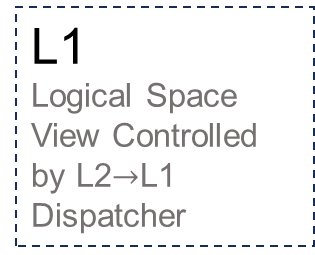 L1
Logical Space
View Controlled
by L2→L1
Dispatcher